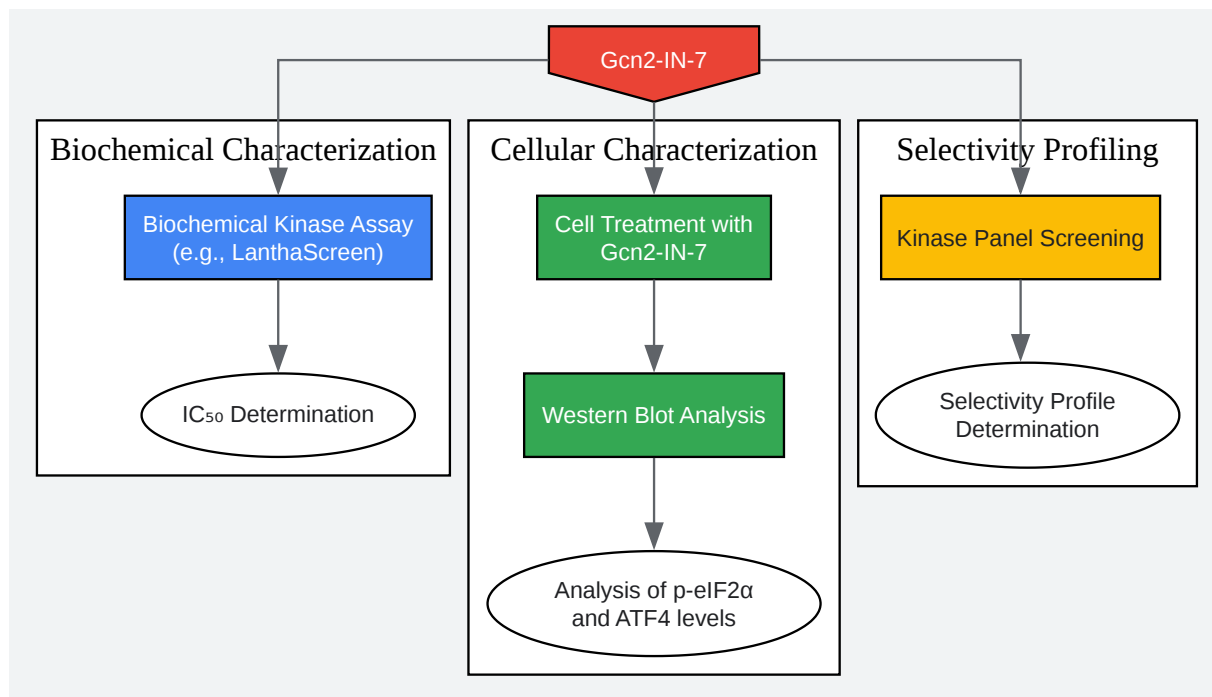 Gcn2-IN-7
Biochemical Characterization
Biochemical Kinase Assay
(e.g., LanthaScreen)
IC₅₀ Determination
Cellular Characterization
Cell Treatment with
Gcn2-IN-7
Western Blot Analysis
Analysis of p-eIF2α
and ATF4 levels
Selectivity Profiling
Kinase Panel Screening
Selectivity Profile
Determination